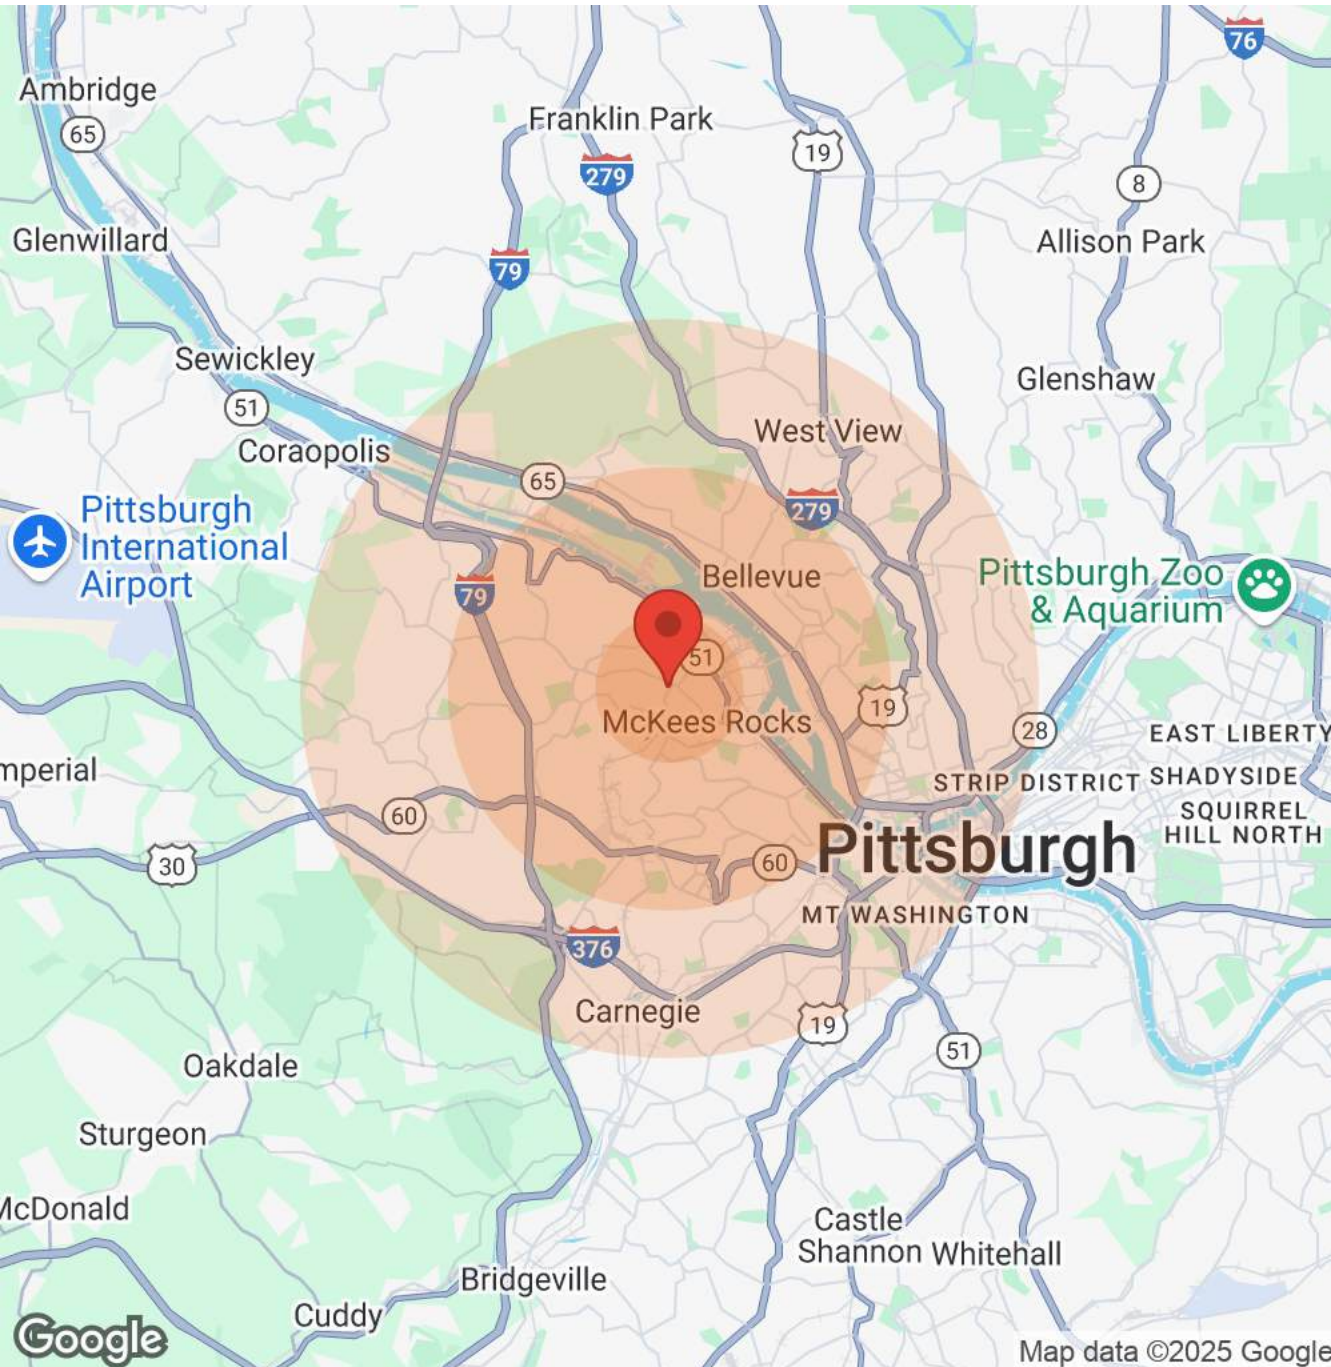 76
Ambridge
65
Franklin Park
19
279
8
Glenwillard
Allison Park
79
Sewickley
Glenshaw
51
West View
Coraopolis
65
Pittsburgh
International
Airport
279
Bellevue
Pittsburgh Zoo
& Aquarium
79
51
McKees Rocks
19
28
EAST LIBERTY
mperial
STRIP DISTRICT
SHADYSIDE
60
SQUIRREL
HILL NORTH
Pittsburgh
30
60
MT WASHINGTON
376
Carnegie
19
51
Oakdale
Sturgeon
McDonald
Castle
Shannon
Whitehall
Bridgeville
Cuddy
Google
Map data ©2025 Google